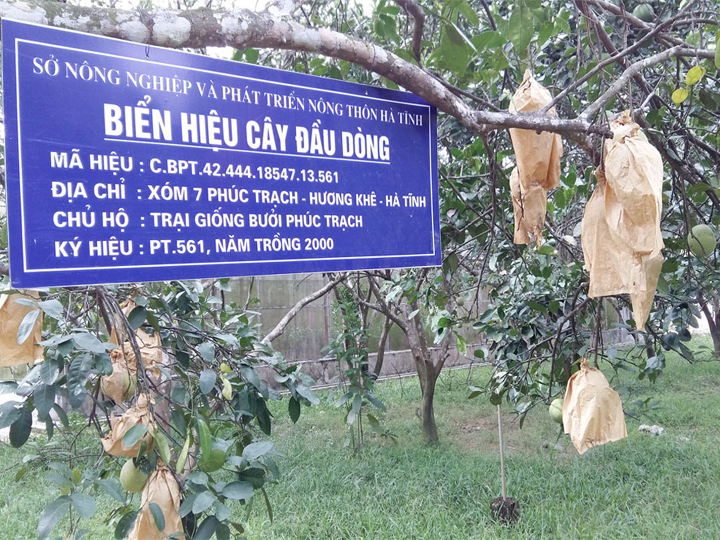 SỞ NÔNG NGHIỆP VÀ PHÁT TRIỂN NÔNG THÔN HÀ TĨNH
BIỂN HIỆU CÂY ĐẦU DÒNG
MÃ HIỆU : C.BPT.42.444.18547.13.561
ĐỊA CHỈ : XÓM 7 PHÚC TRẠCH - HƯƠNG KHÊ - HÀ TĨNH
CHỦ HỘ : TRẠI GIỐNG BƯỞI PHÚC TRẠCH
KÝ HIỆU : PT.561, NĂM TRỒNG 2000